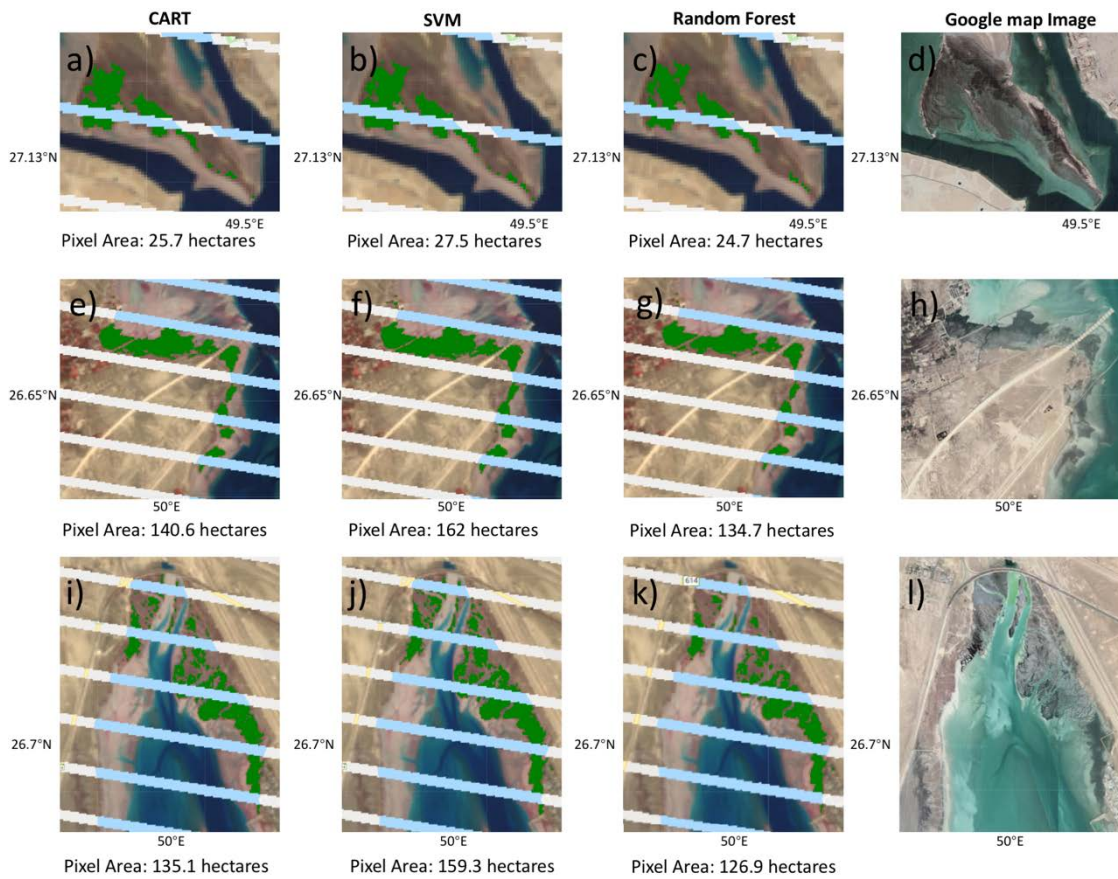 CART SVM Random Forest Google map Image
a) b) c) d)
27.13°N 27.13°N 27.13°N 27.13°N
49.5°E 49.5°E 49.5°E 49.5°E
Pixel Area: 25.7 hectares Pixel Area: 27.5 hectares Pixel Area: 24.7 hectares
e) f) g) h)
26.65°N 26.65°N 26.65°N 26.65°N
50°E 50°E 50°E 50°E
Pixel Area: 140.6 hectares Pixel Area: 162 hectares Pixel Area: 134.7 hectares
i) j) k) l)
614
26.7°N 26.7°N 26.7°N 26.7°N
50°E 50°E 50°E 50°E
Pixel Area: 135.1 hectares Pixel Area: 159.3 hectares Pixel Area: 126.9 hectares